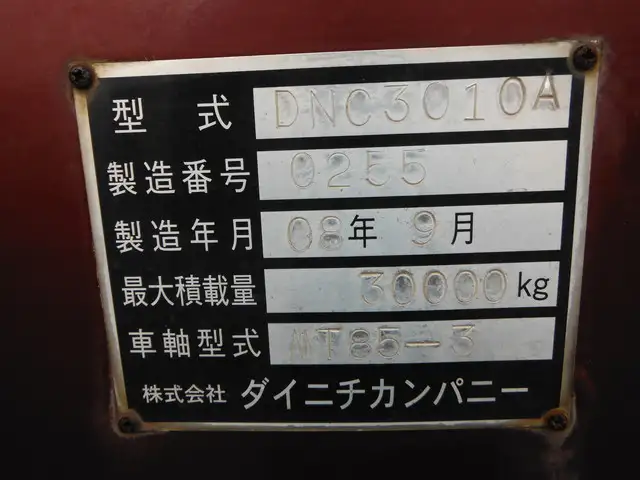 型式 DNC3010A
製造番号 0255
製造年月 08年 9月
最大積載量 30000kg
車軸型式 MT85-3
株式会社 ダイニチカンパニー